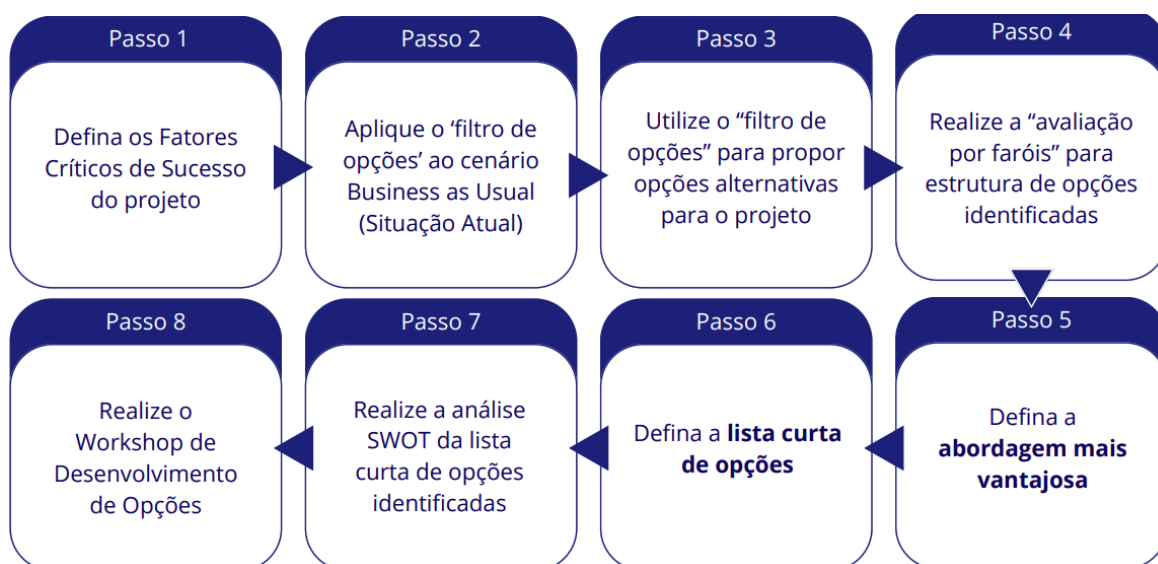 Passo 1
Defina os Fatores
Críticos de Sucesso
do projeto
Passo 2
Aplique o ‘filtro de
opções’ ao cenário
Business as Usual
(Situação Atual)
Passo 3
Utilize o “filtro de
opções” para propor
opções alternativas
para o projeto
Passo 4
Realize a “avaliação
por faróis” para
estrutura de opções
identificadas
Passo 5
Defina a
abordagem mais
vantajosa
Passo 6
Defina a lista curta
de opções
Passo 7
Realize a análise
SWOT da lista
curta de opções
identificadas
Passo 8
Realize o
Workshop de
Desenvolvimento
de Opções